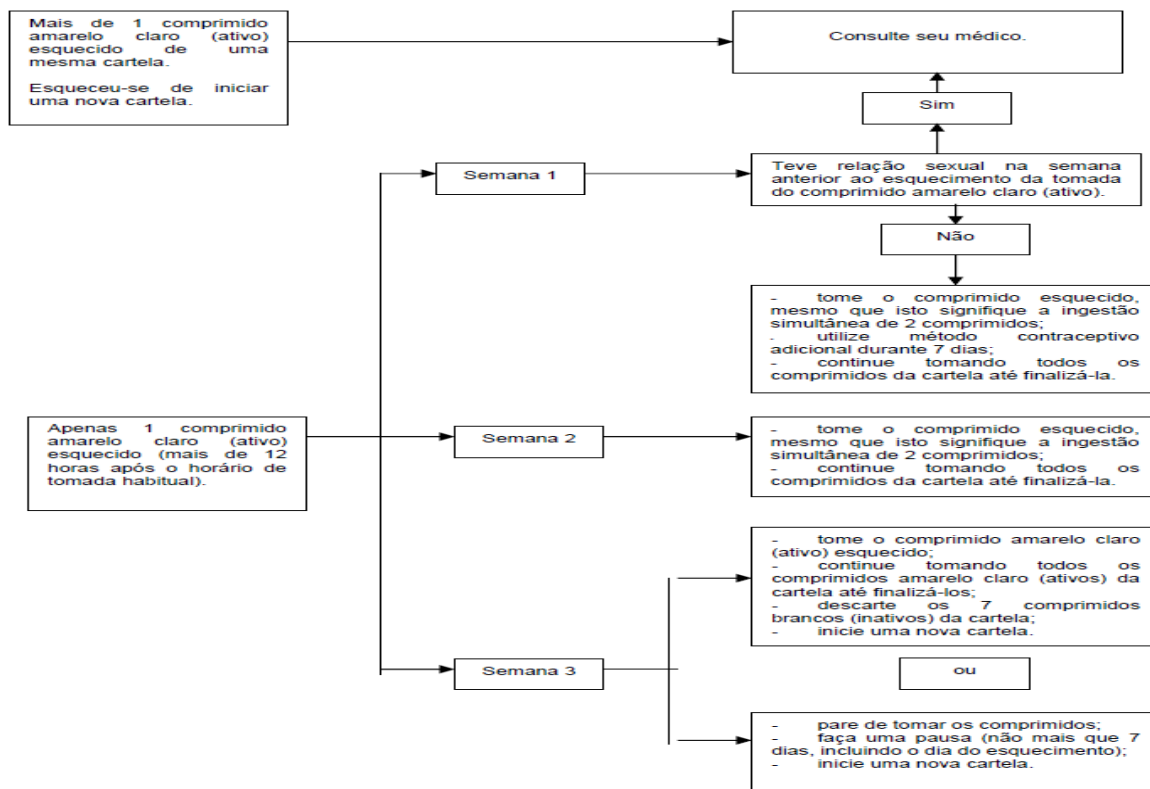 Mais de 1 comprimido
amarelo claro (ativo)
esquecido de uma
mesma cartela.
Esqueceu-se de iniciar
uma nova cartela.
Consulte seu médico.
Sim
Semana 1
Teve relação sexual na semana
anterior ao esquecimento da tomada
do comprimido amarelo claro (ativo).
Não
- tome o comprimido esquecido,
mesmo que isto signifique a ingestão
simultânea de 2 comprimidos;
. utilize método contraceptivo
adicional durante 7 dias;
- continue tomando todos os
comprimidos da cartela até finalizá-la.
Apenas 1 comprimido
amarelo claro (ativo)
esquecido (mais de 12
horas após o horário de
tomada habitual).
Semana 2
- tome o comprimido esquecido,
mesmo que isto signifique a ingestão
simultânea de 2 comprimidos;
- continue tomando todos os
comprimidos da cartela até finalizá-la.
Semana 3
- tome o comprimido amarelo claro
(ativo) esquecido;
- continue tomando todos os
comprimidos amarelo claro (ativos) da
cartela até finalizá-los;
- descarte os 7 comprimidos
brancos (inativos) da cartela;
- inicie uma nova cartela.
ou
- pare de tomar os comprimidos;
- faça uma pausa (não mais que 7
dias, incluindo o dia do esquecimento);
- inicie uma nova cartela.